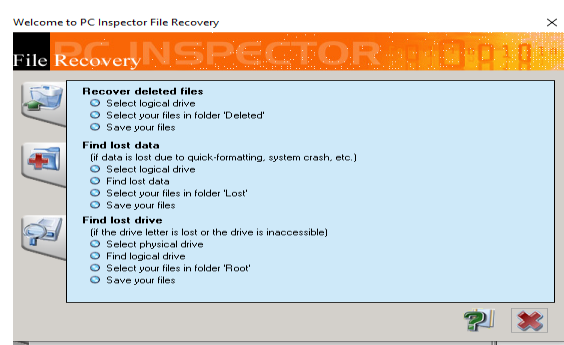 Welcome to PC Inspector File Recovery
PC INSPECTOR
File Recovery
Recover deleted files
Select logical drive
Select your files in folder 'Deleted'
Save your files
Find lost data
(if data is lost due to quick-formatting, system crash, etc.)
Select logical drive
Find lost data
Select your files in folder 'Lost'
Save your files
Find lost drive
(if the drive letter is lost or the drive is inaccessible)
Select physical drive
Find logical drive
Select your files in folder 'Root'
Save your files